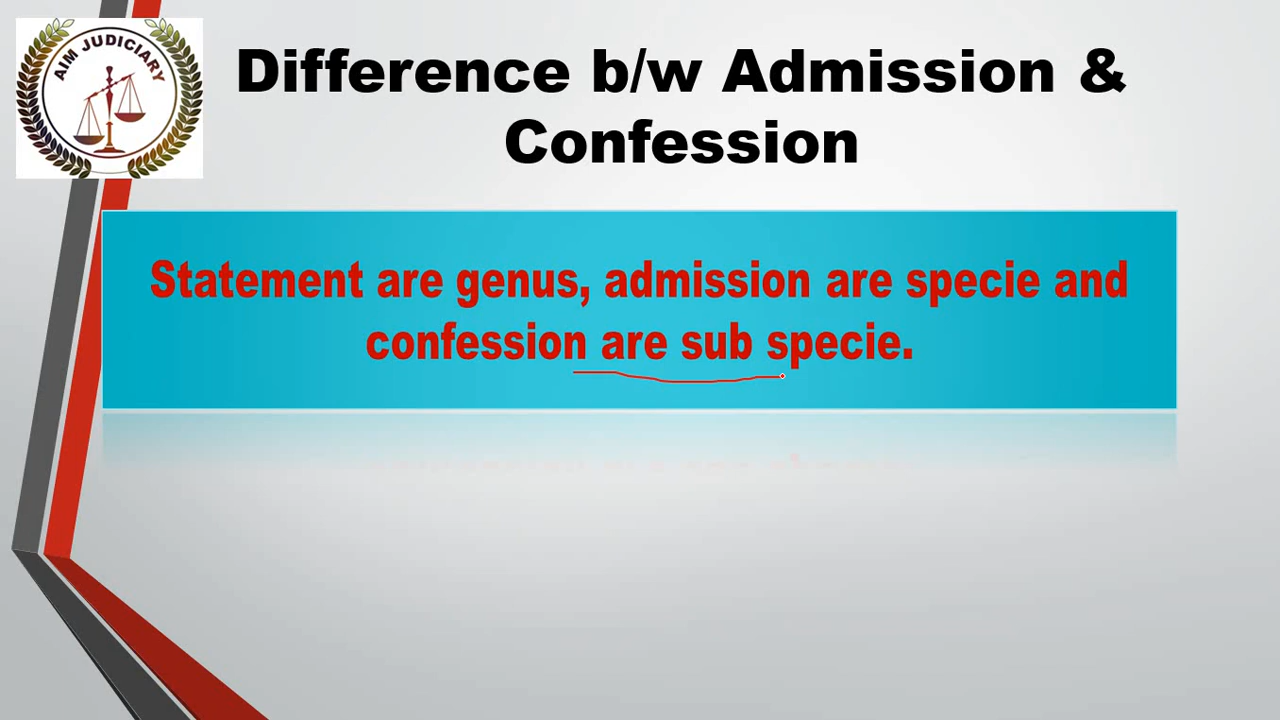 AIM JUDICIARY
Difference b/w Admission &
Confession
Statement are genus, admission are specie and
confession are sub specie.